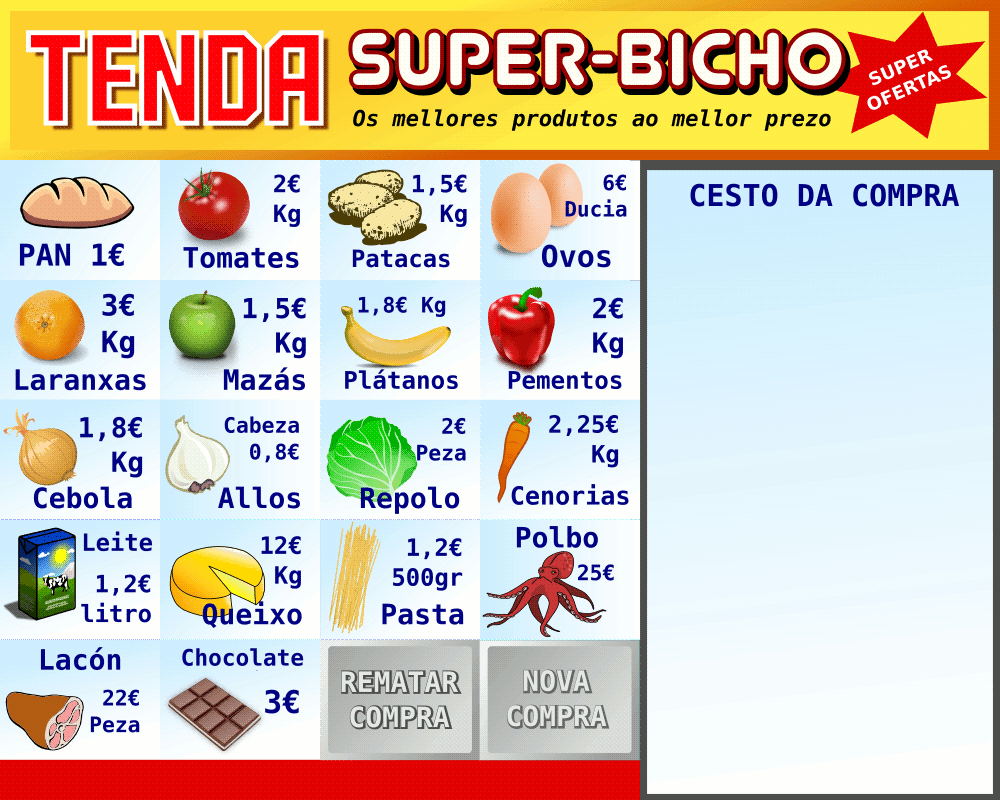 TENDA
SUPER-BICHO
Os mellores produtos ao mellor prezo
SUPER
OFERTAS
PAN 1€
2€
Kg
Tomates
1,5€
Kg
Patacas
6€
Ducia
Ovos
CESTO DA COMPRA
3€
Kg
Laranxas
1,5€
Kg
Mazás
1,8€ Kg
Plátanos
2€
Kg
Pementos
1,8€
Kg
Cebola
Cabeza
0,8€
Allos
2€
Peza
Repolo
2,25€
Kg
Cenorias
Leite
1,2€
litro
12€
Kg
Queixo
1,2€
500gr
Pasta
Polbo
25€
Lacón
22€
Peza
Chocolate
3€
REMATAR
COMPRA
NOVA
COMPRA